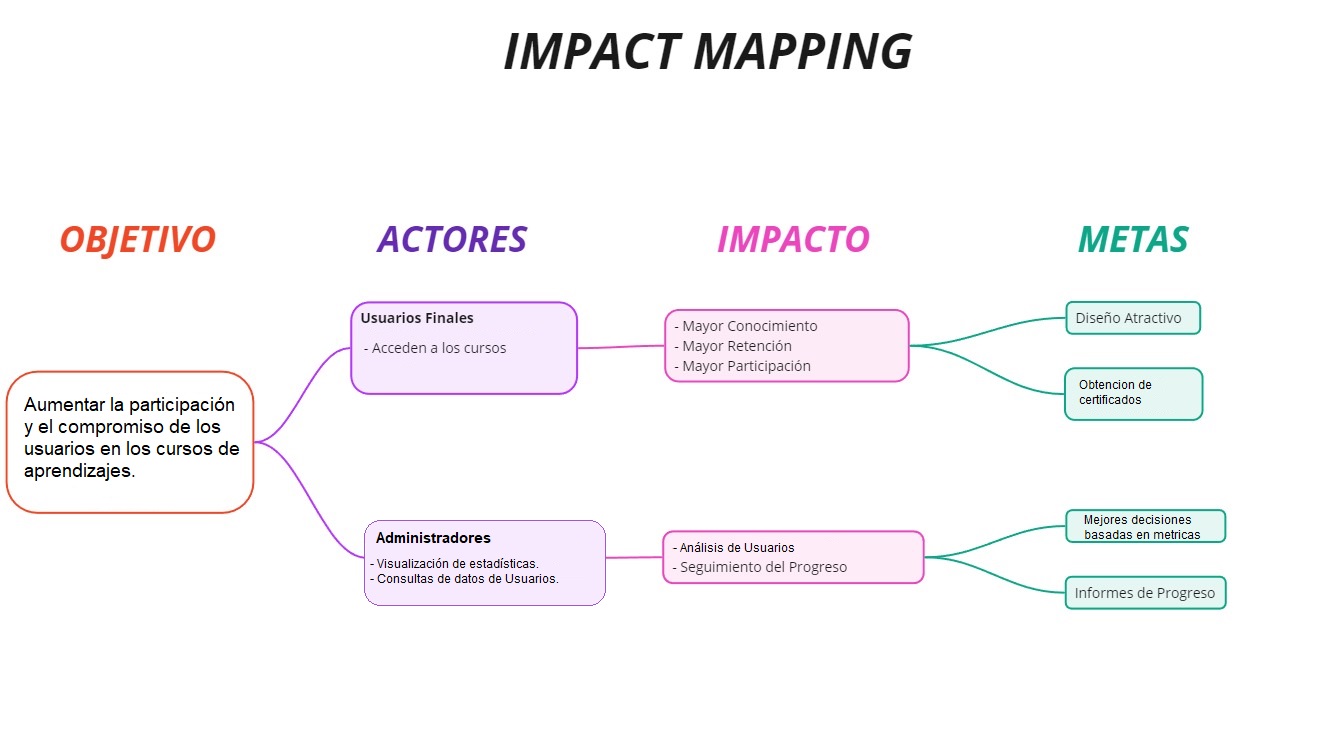 IMPACT MAPPING
OBJETIVO
ACTORES
IMPACTO
METAS
Aumentar la participación
y el compromiso de los
usuarios en los cursos de
aprendizajes.
Usuarios Finales
- Acceden a los cursos
- Mayor Conocimiento
- Mayor Retención
- Mayor Participación
Diseño Atractivo
Obtencion de
certificados
Administradores
- Visualización de estadísticas.
- Consultas de datos de Usuarios.
- Análisis de Usuarios
- Seguimiento del Progreso
Mejores decisiones
basadas en metricas
Informes de Progreso